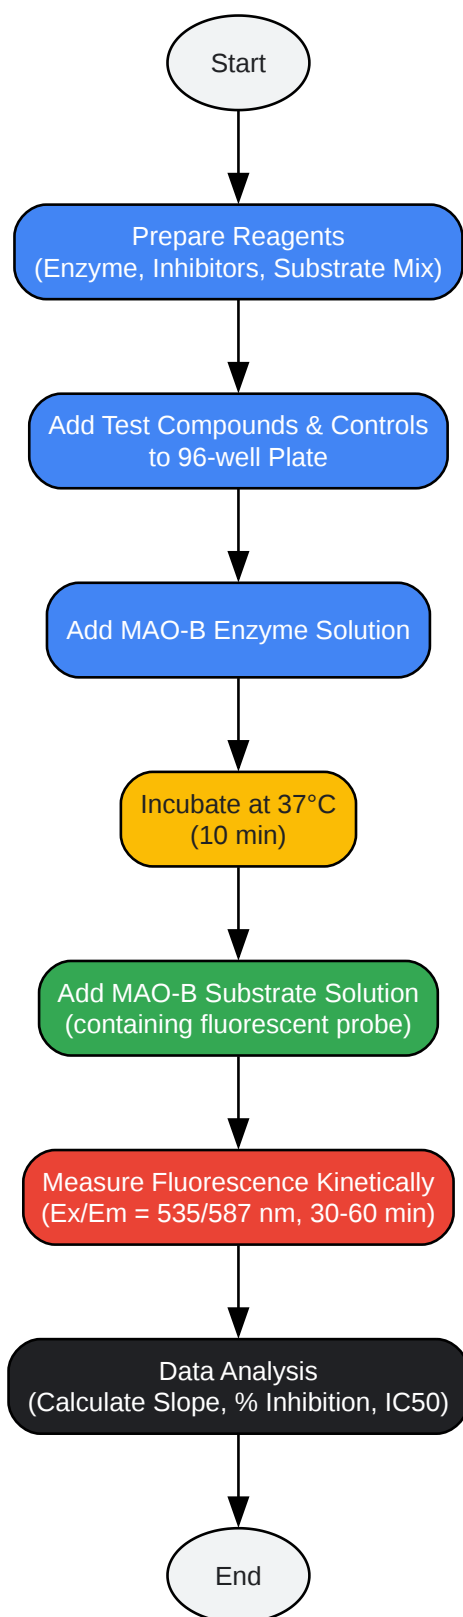 Start
Prepare Reagents
(Enzyme, Inhibitors, Substrate Mix)
Add Test Compounds & Controls
to 96-well Plate
Add MAO-B Enzyme Solution
Incubate at 37°C
(10 min)
Add MAO-B Substrate Solution
(containing fluorescent probe)
Measure Fluorescence Kinetically
(Ex/Em = 535/587 nm, 30-60 min)
Data Analysis
(Calculate Slope, % Inhibition, IC50)
End